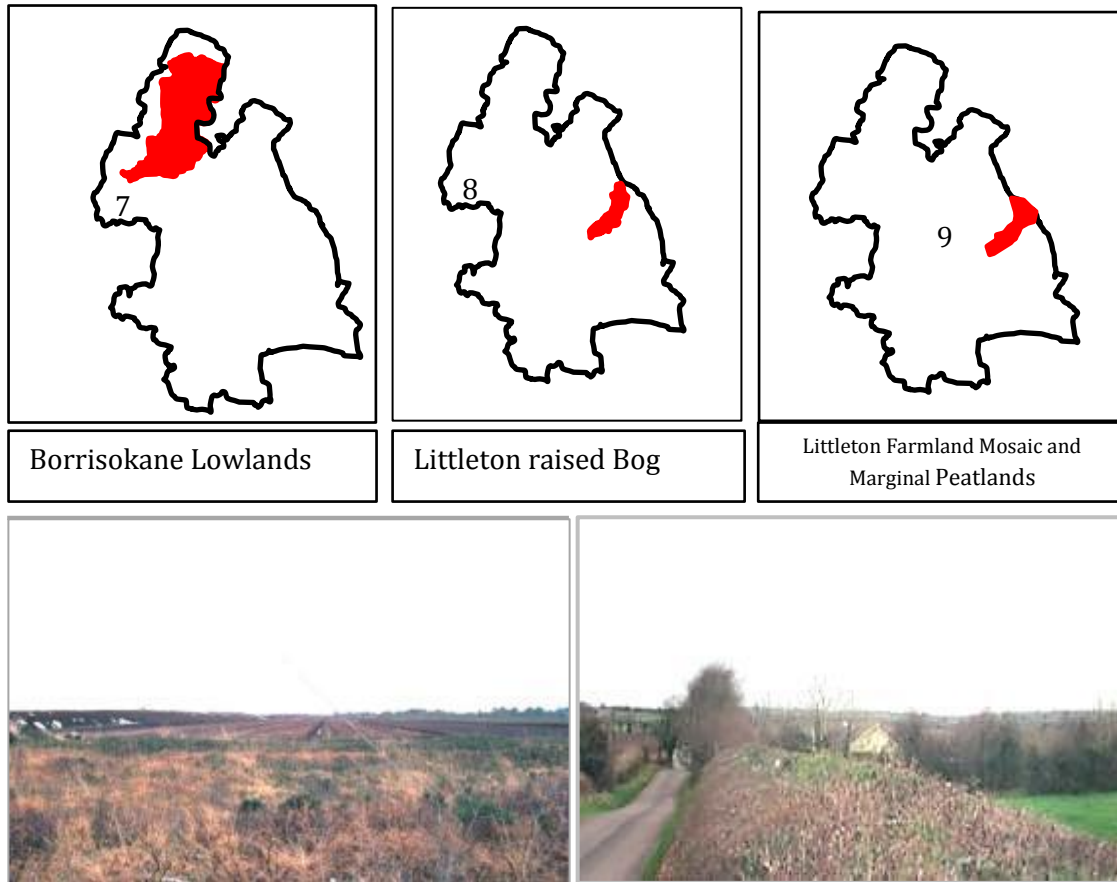 7
8
9
Borrisokane Lowlands
Littleton raised Bog
Littleton Farmland Mosaic and
Marginal Peatlands